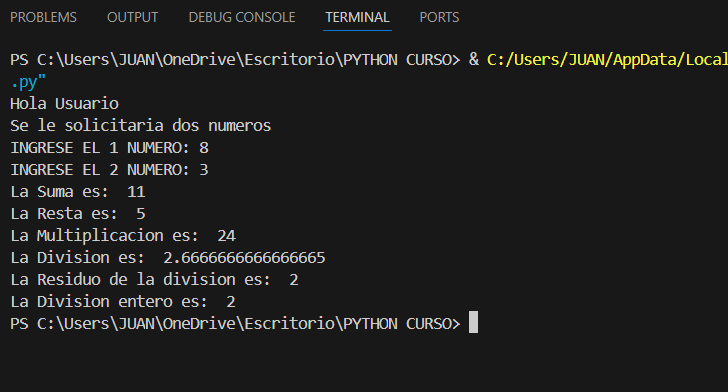 PROBLEMS OUTPUT DEBUG CONSOLE TERMINAL PORTS
PS C:\Users\JUAN\OneDrive\Escritorio\PYTHON CURSO> & C:/Users/JUAN/AppData/Local
.py"
Hola Usuario
Se le solicitaria dos numeros
INGRESE EL 1 NUMERO: 8
INGRESE EL 2 NUMERO: 3
La Suma es:  11
La Resta es:  5
La Multiplicacion es:  24
La Division es:  2.6666666666666665
La Residuo de la division es:  2
La Division entero es:  2
PS C:\Users\JUAN\OneDrive\Escritorio\PYTHON CURSO>